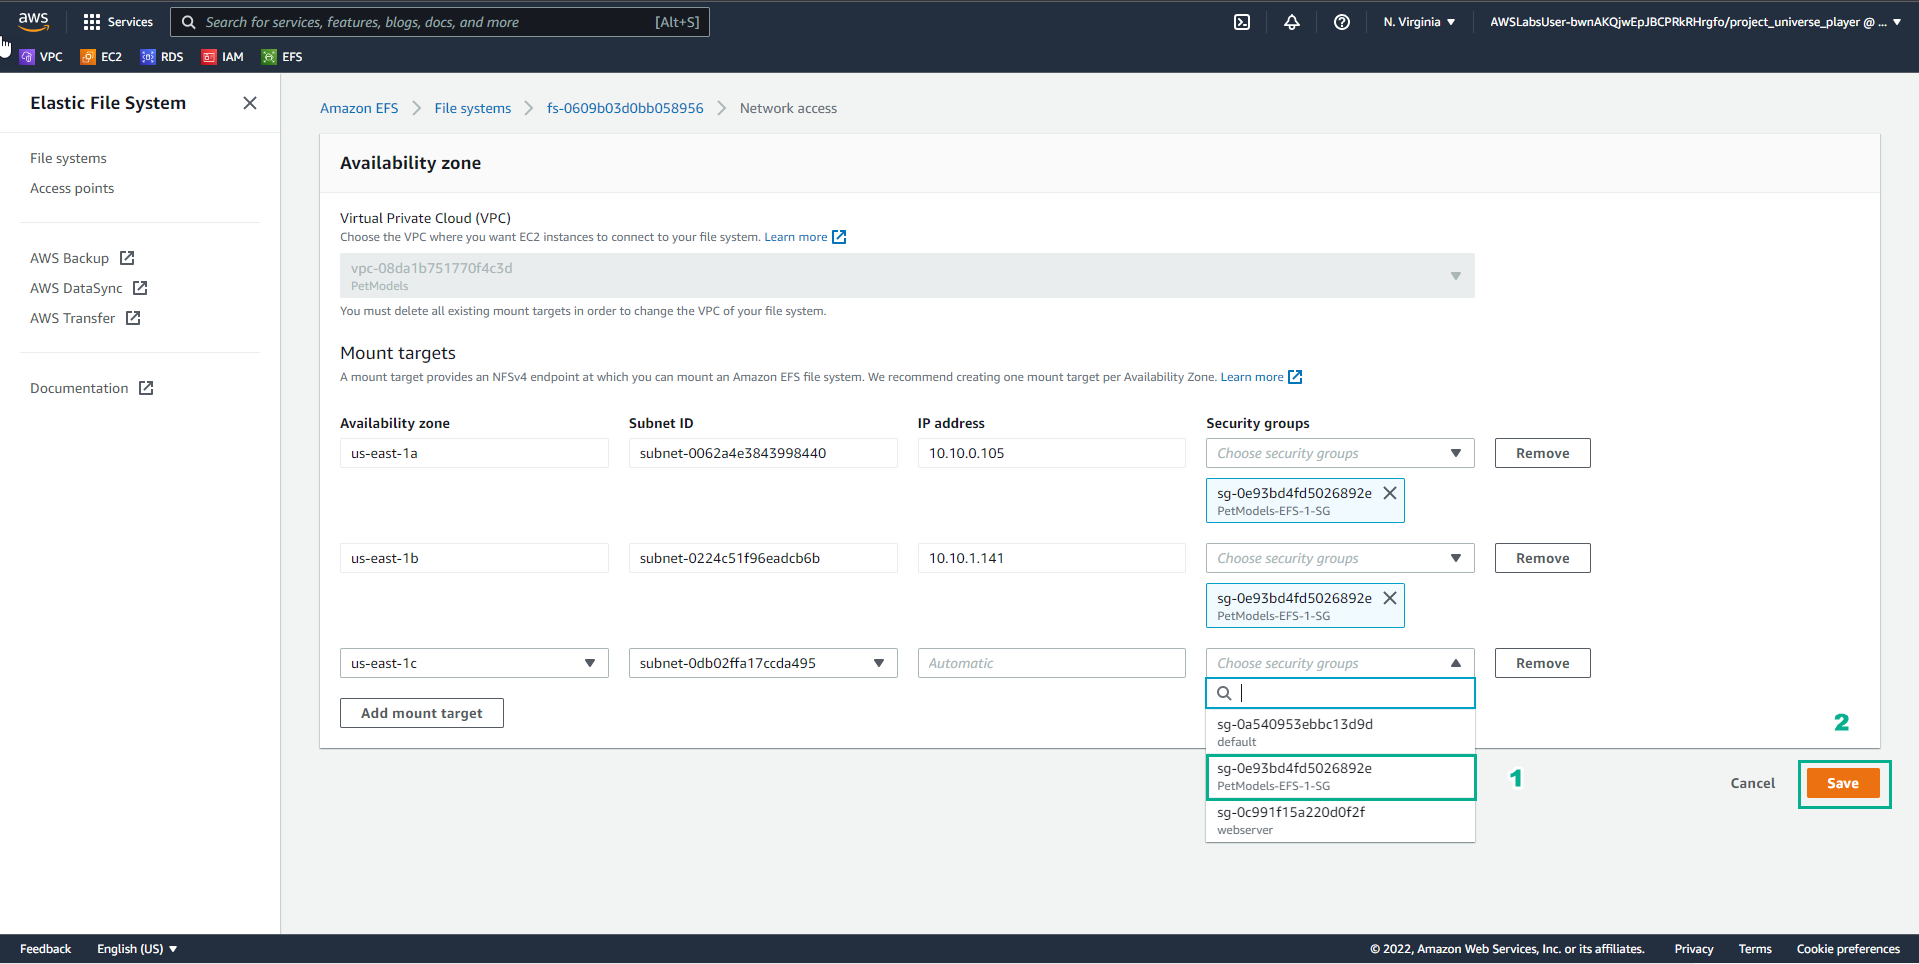 aws
Services
Search for services, features, blogs, docs, and more
[Alt+S]
N. Virginia
AWSLabsUser-bwnAKQjwEpJBCPRkRHrgfo/project_universe_player @ ...
VPC
EC2
RDS
IAM
EFS
Elastic File System
File systems
Access points
AWS Backup
AWS DataSync
AWS Transfer
Documentation
Amazon EFS
File systems
fs-0609b03d0bb058956
Network access
Availability zone
Virtual Private Cloud (VPC)
Choose the VPC where you want EC2 instances to connect to your file system. Learn more
vpc-08da1b751770f4c3d
PetModels
You must delete all existing mount targets in order to change the VPC of your file system.
Mount targets
A mount target provides an NFSv4 endpoint at which you can mount an Amazon EFS file system. We recommend creating one mount target per Availability Zone. Learn more
Availability zone
Subnet ID
IP address
Security groups
us-east-1a
subnet-0062a4e3843998440
10.10.0.105
Choose security groups
Remove
sg-0e93bd4fd5026892e
PetModels-EFS-1-SG
us-east-1b
subnet-0224c51f96eadcb6b
10.10.1.141
Choose security groups
Remove
sg-0e93bd4fd5026892e
PetModels-EFS-1-SG
us-east-1c
subnet-0db02ffa17ccda495
Automatic
Choose security groups
Remove
Add mount target
sg-0a540953ebbc13d9d
default
sg-0e93bd4fd5026892e
PetModels-EFS-1-SG
sg-0c991f15a220d0f2f
webserver
1
2
Cancel
Save
Feedback
English (US)
© 2022, Amazon Web Services, Inc. or its affiliates.
Privacy
Terms
Cookie preferences